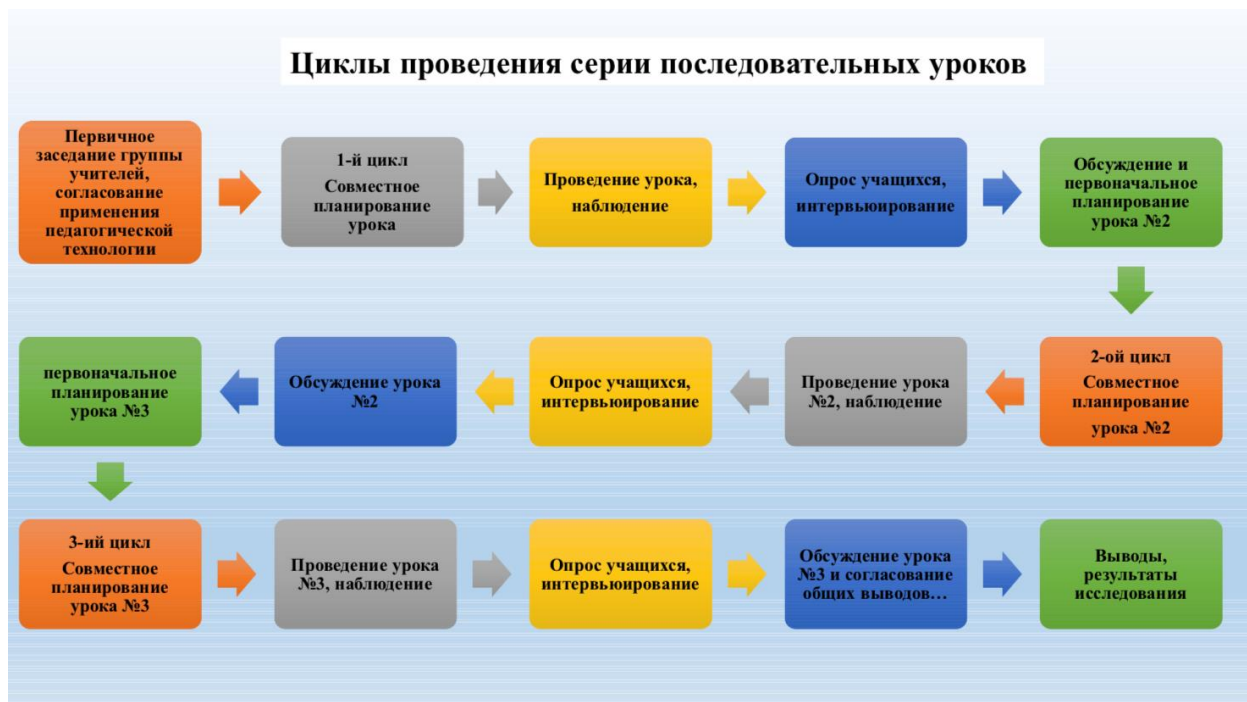 Циклы проведения серии последовательных уроков
Первичное
заседание группы
учителей,
согласование
применения
педагогической
технологии
1-й цикл
Совместное
планирование
урока
Проведение урока,
наблюдение
Опрос учащихся,
интервьюирование
Обсуждение и
первоначальное
планирование
урока №2
2-ой цикл
Совместное
планирование
урока №2
Проведение урока
№2, наблюдение
Опрос учащихся,
интервьюирование
Обсуждение урока
№2
первоначальное
планирование
урока №3
3-ий цикл
Совместное
планирование
урока №3
Проведение урока
№3, наблюдение
Опрос учащихся,
интервьюирование
Обсуждение урока
№3 и согласование
общих выводов…
Выводы,
результаты
исследования